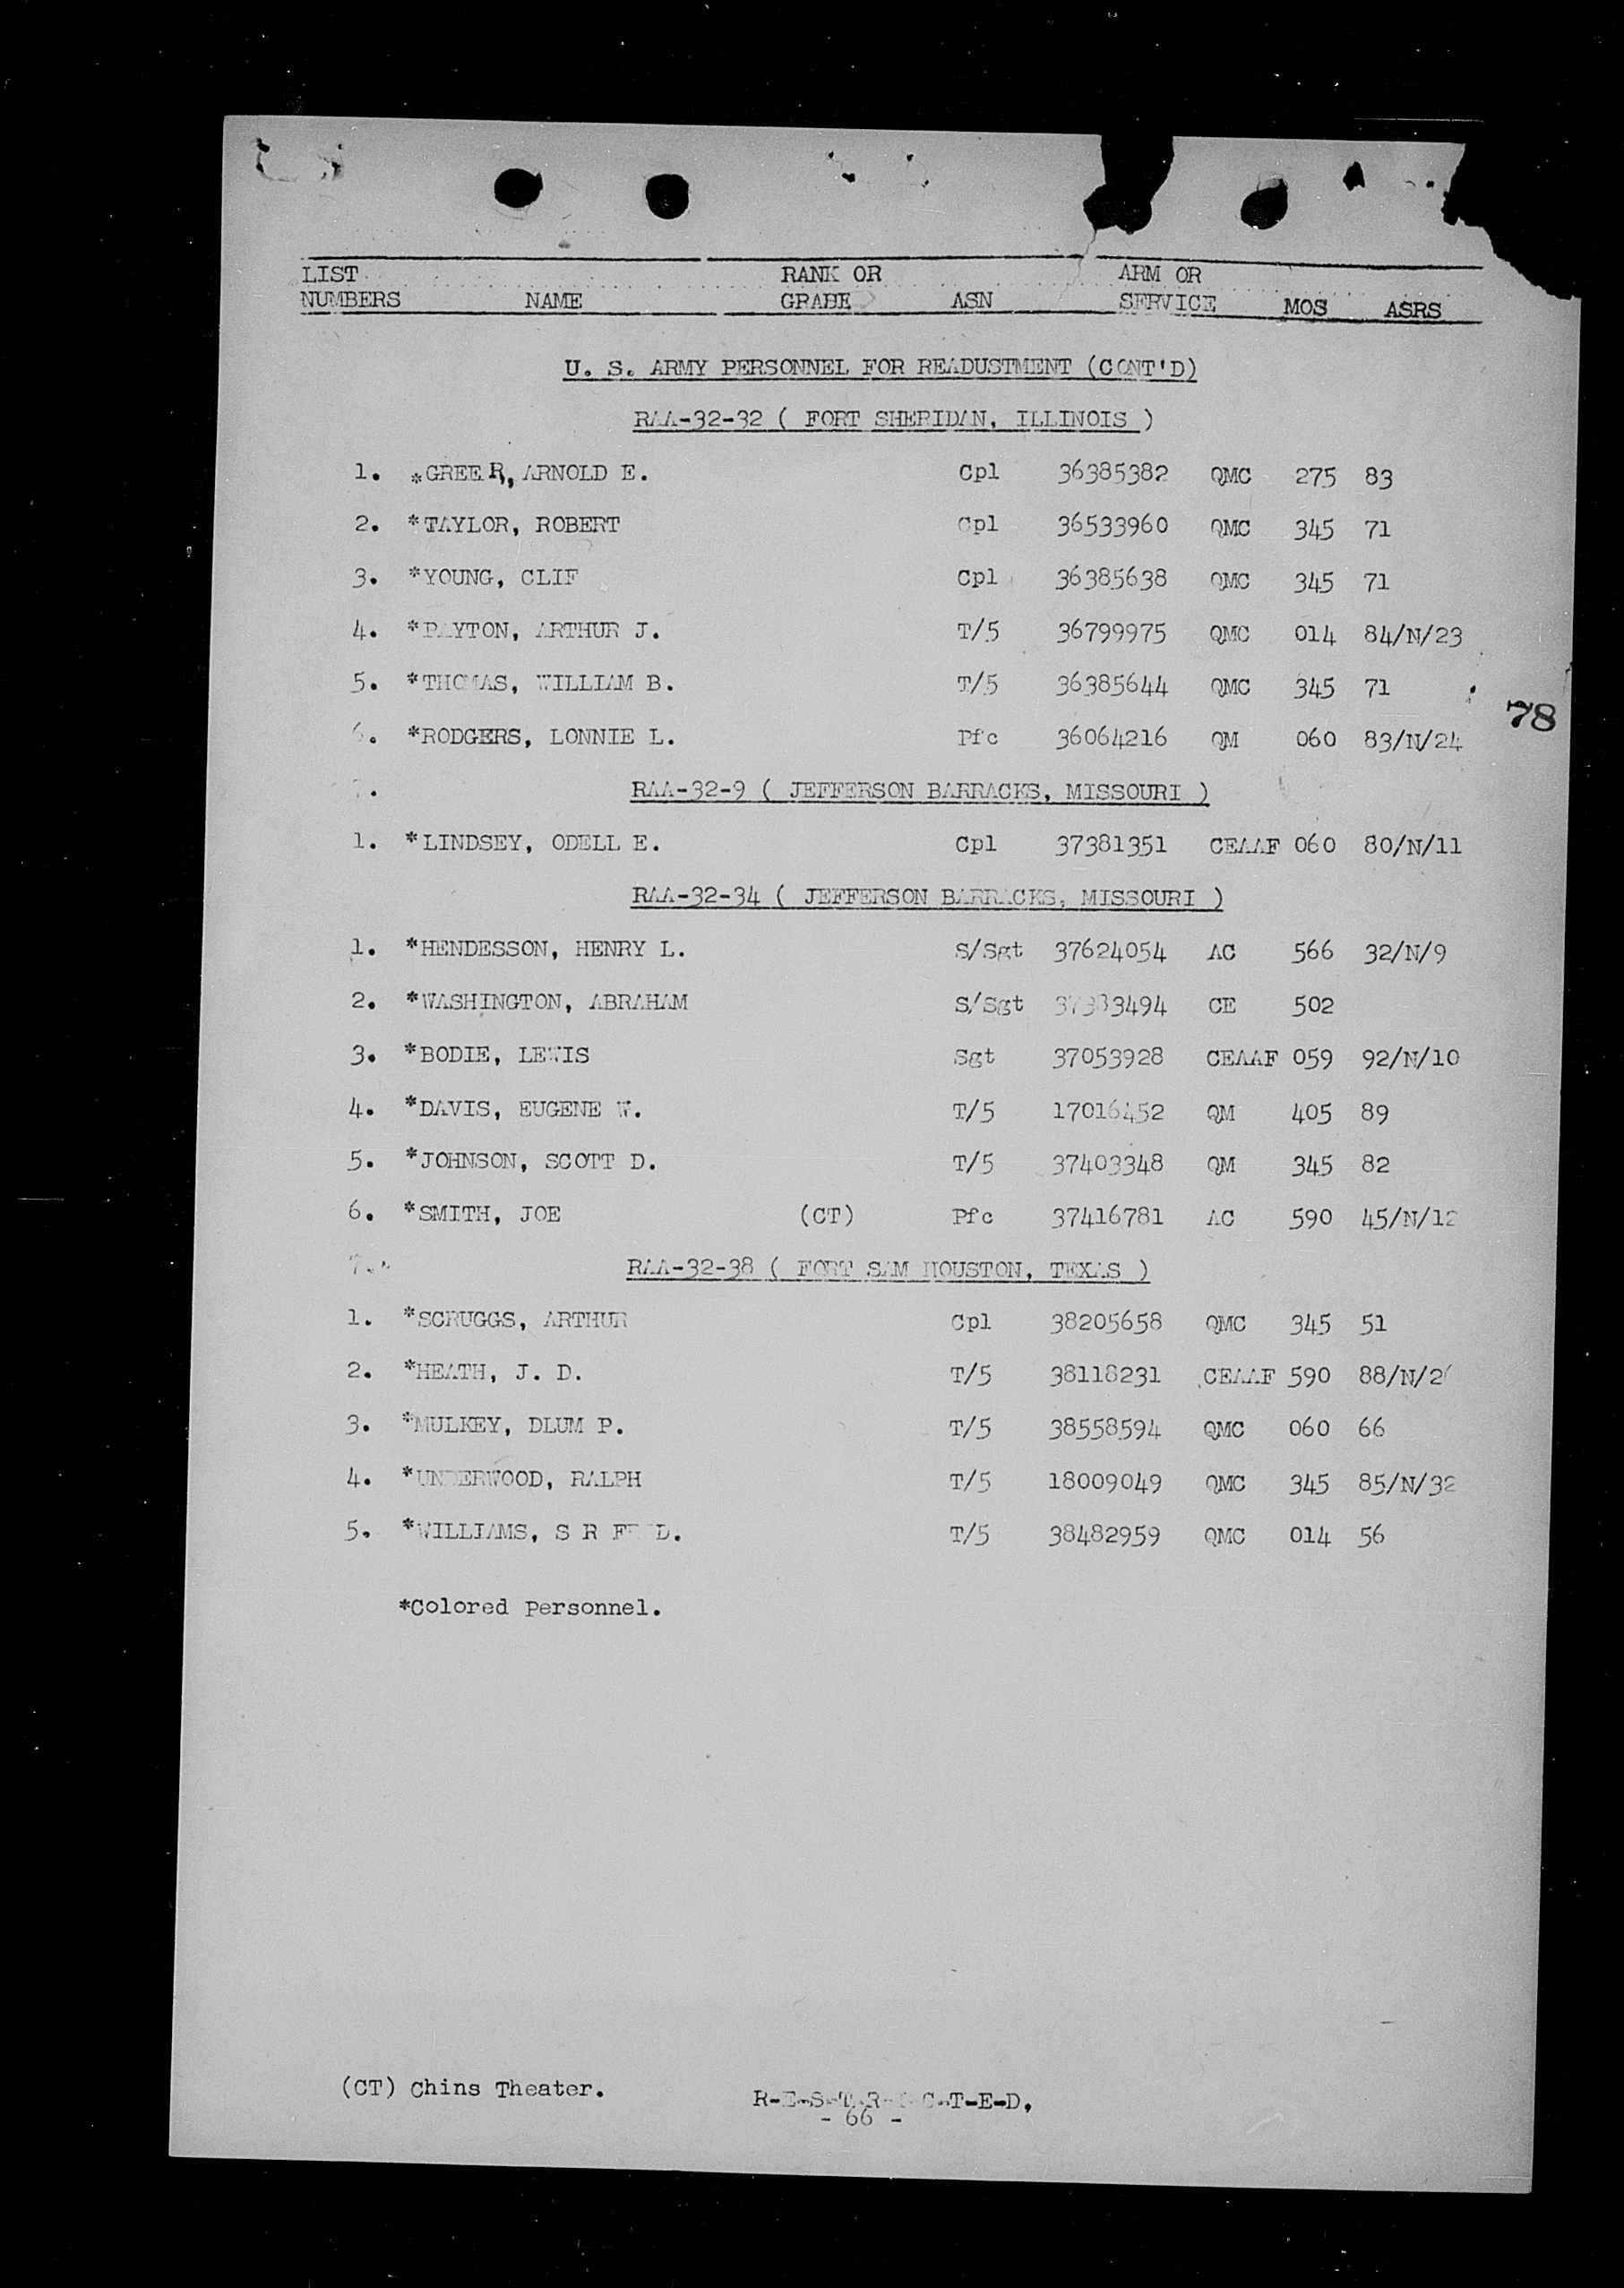 LIST RANK OR ARM OR
NUMBERS NAME GRADE ASN SERVICE MOS ASRS
U. S. ARMY PERSONNEL FOR READUSTMENT (CONT'D)
RAA-32-32 ( FORT SHERIDAN, ILLINOIS )
1. *GREER, ARNOLD E. Cpl 36385382 QMC 275 83
2. *TAYLOR, ROBERT Cpl 36533960 QMC 345 71
3. *YOUNG, CLIF Cpl 36385638 QMC 345 71
4. *PAYTON, ARTHUR J. T/5 36799975 QMC 014 84/N/23
5. *THOMAS, WILLIAM B. T/5 36385644 QMC 345 71
78
6. *RODGERS, LONNIE L. Pfc 36064216 QM 060 83/N/24
7. RAA-32-9 ( JEFFERSON BARRACKS, MISSOURI )
1. *LINDSEY, ODELL E. Cpl 37381351 CEAAF 060 80/N/11
RAA-32-34 ( JEFFERSON BARRACKS, MISSOURI )
1. *HENDESSON, HENRY L. S/Sgt 37624054 AC 566 32/N/9
2. *WASHINGTON, ABRAHAM S/Sgt 37383494 CE 502
3. *BODIE, LEWIS Sgt 37053928 CEAAF 059 92/N/10
4. *DAVIS, EUGENE W. T/5 17016452 QM 405 89
5. *JOHNSON, SCOTT D. T/5 37403348 QM 345 82
6. *SMITH, JOE (CT) Pfc 37416781 AC 590 45/N/12
7. RAA-32-38 ( FORT SAM HOUSTON, TEXAS )
1. *SCRUGGS, ARTHUR Cpl 38205658 QMC 345 51
2. *HEATH, J. D. T/5 38118231 CEAAF 590
3. *MULKEY, DLUM P. T/5 38558594 QMC 060 66
4. *UNDERWOOD, RALPH T/5 18009049 QMC 345 85/N/32
5. *WILLIAMS, S R T/5 38482959 QMC 014 56
*Colored Personnel.
(CT) Chins Theater.
R-E-S-T-R-I-C-T-E-D.
- 66 -